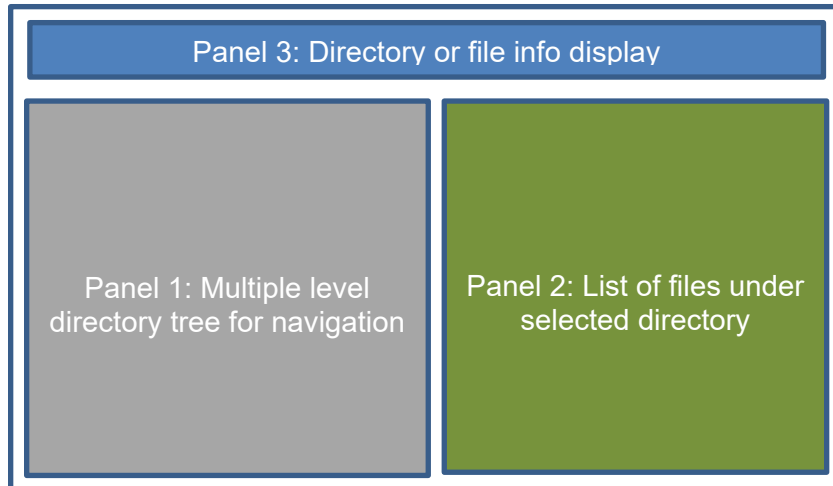 Panel 3: Directory or file info display
Panel 1: Multiple level
directory tree for navigation
Panel 2: List of files under
selected directory